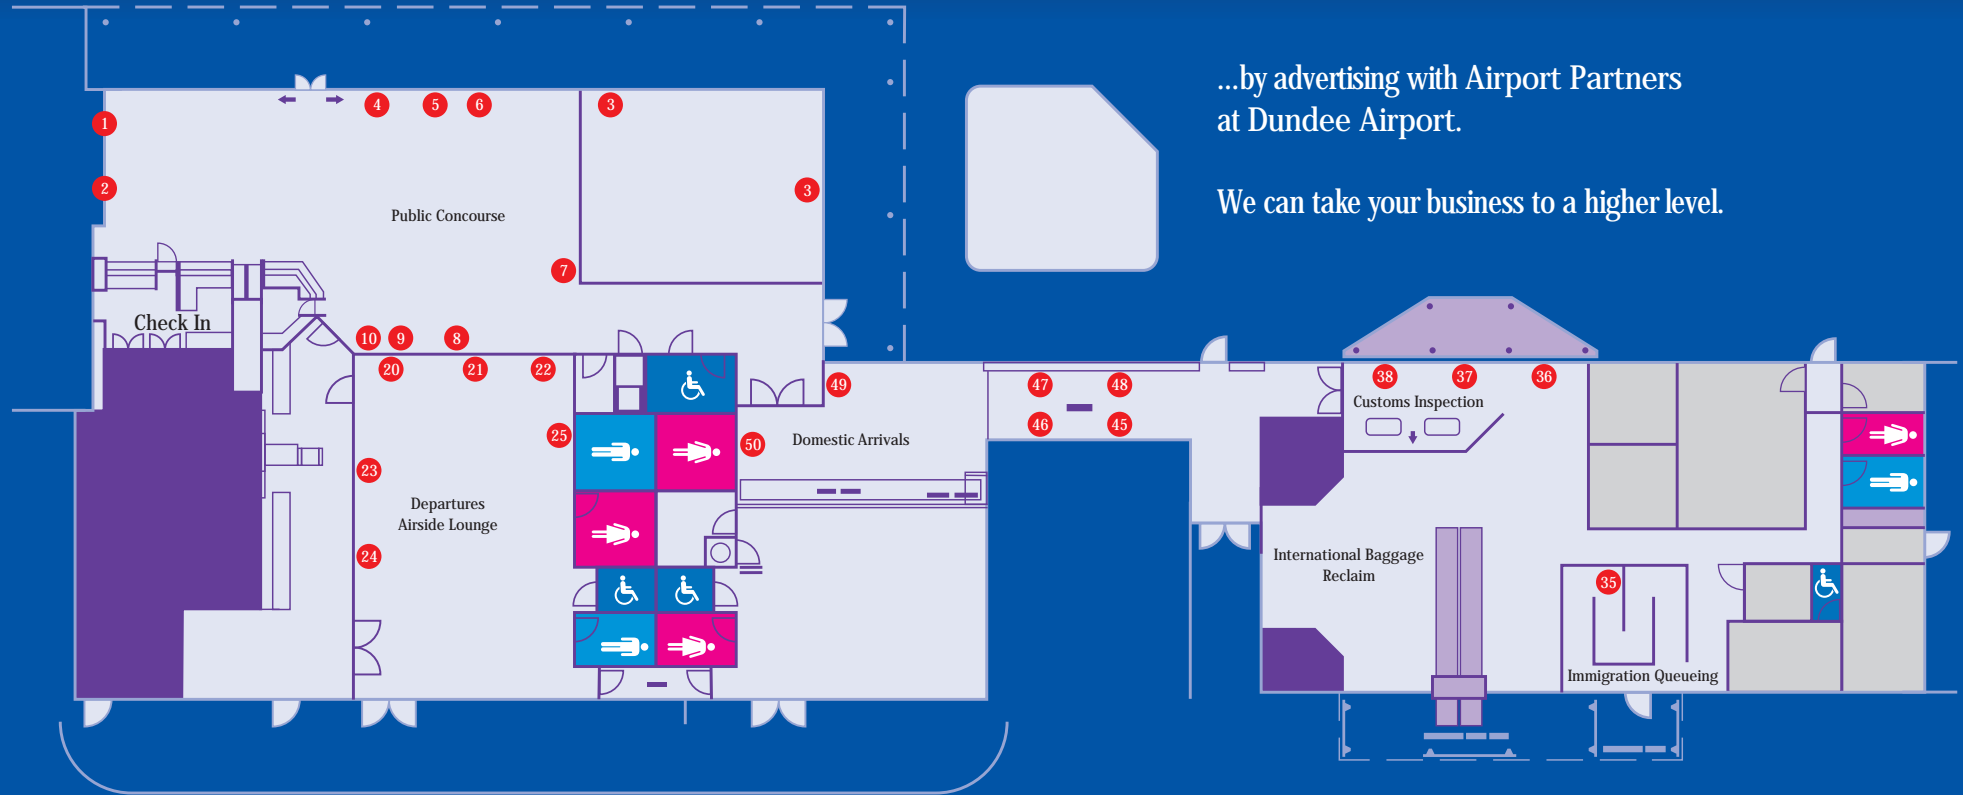 ...by advertising with Airport Partners
at Dundee Airport.
We can take your business to a higher level.
4
5
6
3
1
2
3
Public Concourse
7
Check In
10
9
8
20
21
22
49
47
48
38
37
36
Customs Inspection
25
50
Domestic Arrivals
46
45
23
Departures
Airside Lounge
24
International Baggage
Reclaim
35
Immigration Queueing